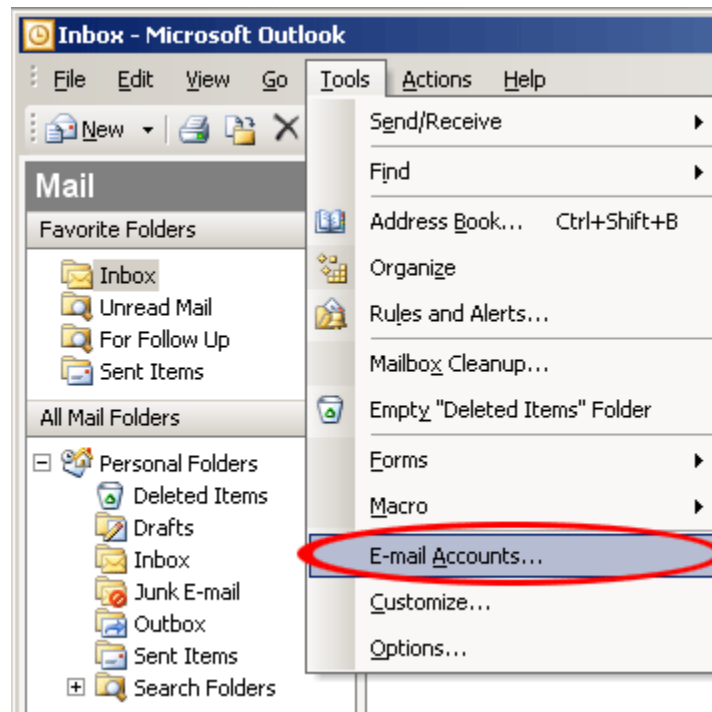 Inbox - Microsoft Outlook
File Edit View Go Tools Actions Help
New
Mail
Favorite Folders
Inbox
Unread Mail
For Follow Up
Sent Items
All Mail Folders
Personal Folders
Deleted Items
Drafts
Inbox
Junk E-mail
Outbox
Sent Items
Search Folders
Send/Receive
Find
Address Book... Ctrl+Shift+B
Organize
Rules and Alerts...
Mailbox Cleanup...
Empty "Deleted Items" Folder
Forms
Macro
E-mail Accounts...
Customize...
Options...